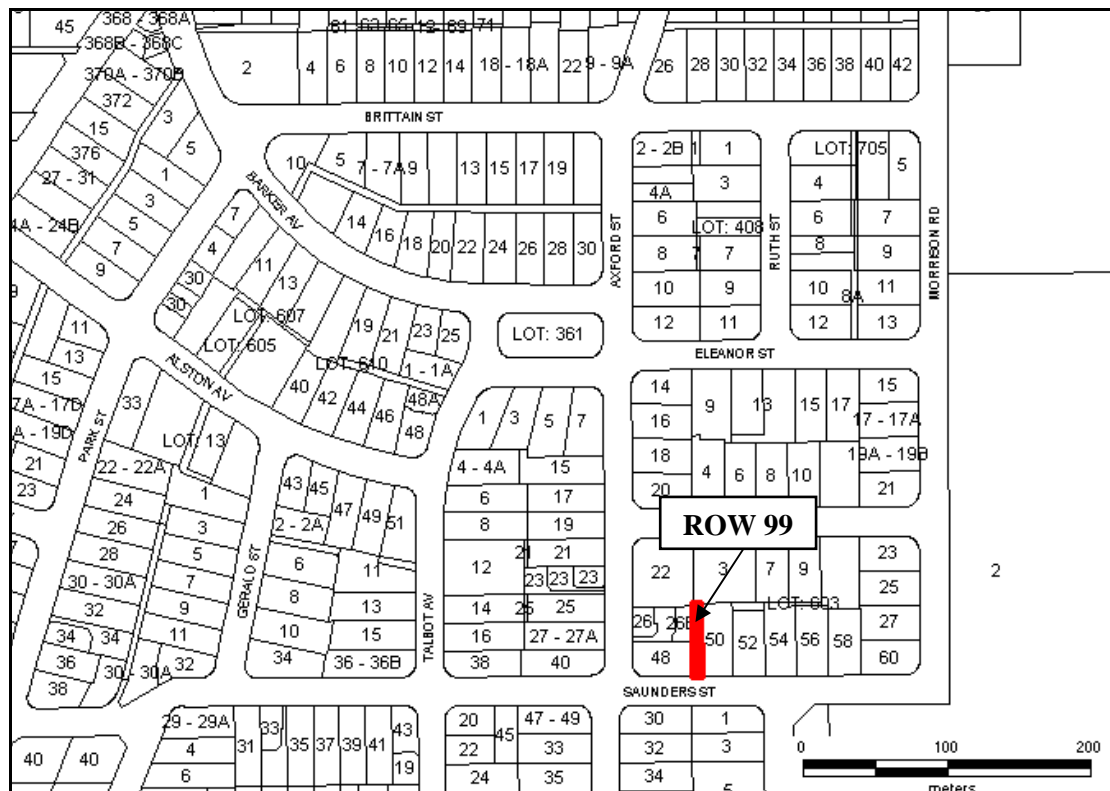 45
368 - 368A
368B - 368C
370A - 370D
372
15
376
27 - 31
4A - 24B
3
5
1
3
5
7
9
61 63 65 12 69 71
2 4 6 8 10 12 14 18 - 18A 22 9 - 9A 26 28 30 32 34 36 38 40 42
BRITTAIN ST
10 5 7 - 7A 9 13 15 17 19
14 16 18 20 22 24 26 28 30
BARKER AV
AXFORD ST
2 - 2B 1 1
4A 3
6 LOT: 408
8 7 7
10 9
12 11
RUTH ST
LOT: 705
4 5
6 7
8 9
10 8A 11
12 13
MORRISON RD
ELEANOR ST
7
4
30
30
11 13
LOT: 607
LOT: 605
19 21 23 25
LOT: 610
1 - 1A
40 42 44 46 48A
48
LOT: 361
ALSTON AV
9
11
13
15
7A - 17D
A - 19D
21
23
PARK ST
33
LOT: 13
22 - 22A
24
26
28
30 - 30A
32
34 34
36
38
30 - 30A
1
3
5
7
9
11
32
GERALD ST
43 45 47 49 51
2 - 2A
6
8
10
34
11
13
15
36 - 36B
TALBOT AV
1 3 5 7
4 - 4A 15
6 17
8 19
12 21 21
23 23 23
14 25 25
16 27 - 27A
38 40
14 9 13 15 17 15
16 17 - 17A
18 4 6 8 10 19A - 19B
20 21
ROW 99
22 3 7 9 23
25
LOT: 603
26 26B 27
48 50 52 54 56 58 60
SAUNDERS ST
2
40 40
29 - 29A
4
6
31 33 35 37 39 41 43
19
20 45 47 - 49
22 33
24 35
30 1
32 3
34 5
0 100 200
meters